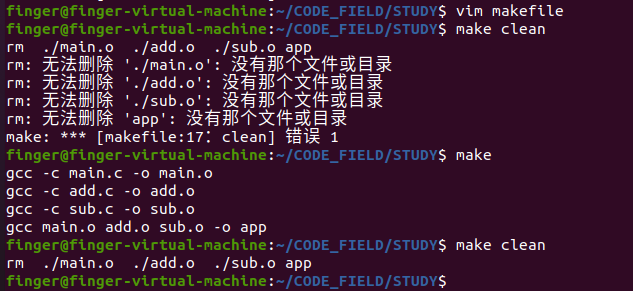 finger@finger-virtual-machine:~/CODE_FIELD/STUDY$ vim makefile
finger@finger-virtual-machine:~/CODE_FIELD/STUDY$ make clean
rm  ./main.o  ./add.o  ./sub.o app
rm: 无法删除 './main.o': 没有那个文件或目录
rm: 无法删除 './add.o': 没有那个文件或目录
rm: 无法删除 './sub.o': 没有那个文件或目录
rm: 无法删除 'app': 没有那个文件或目录
make: *** [makefile:17：clean] 错误 1
finger@finger-virtual-machine:~/CODE_FIELD/STUDY$ make
gcc -c main.c -o main.o
gcc -c add.c -o add.o
gcc -c sub.c -o sub.o
gcc main.o add.o sub.o -o app
finger@finger-virtual-machine:~/CODE_FIELD/STUDY$ make clean
rm  ./main.o  ./add.o  ./sub.o app
finger@finger-virtual-machine:~/CODE_FIELD/STUDY$